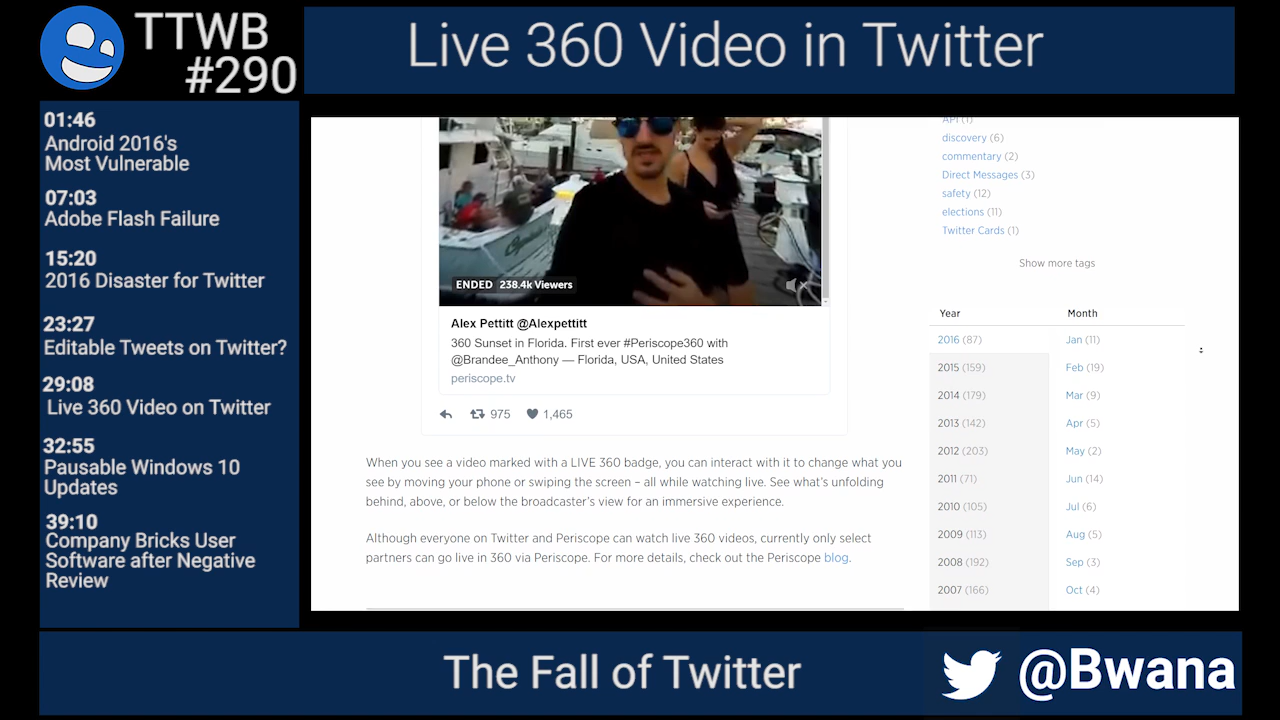 TTWB
#290
Live 360 Video in Twitter
01:46
Android 2016's
Most Vulnerable
07:03
Adobe Flash Failure
15:20
2016 Disaster for Twitter
23:27
Editable Tweets on Twitter?
29:08
Live 360 Video on Twitter
32:55
Pausable Windows 10
Updates
39:10
Company Bricks User
Software after Negative
Review
ENDED 238.4k Viewers
Alex Pettitt @Alexpettitt
360 Sunset in Florida. First ever #Periscope360 with
@Brandee_Anthony — Florida, USA, United States
periscope.tv
975 1,465
When you see a video marked with a LIVE 360 badge, you can interact with it to change what you
see by moving your phone or swiping the screen – all while watching live. See what's unfolding
behind, above, or below the broadcaster's view for an immersive experience.
Although everyone on Twitter and Periscope can watch live 360 videos, currently only select
partners can go live in 360 via Periscope. For more details, check out the Periscope blog.
API (1)
discovery (6)
commentary (2)
Direct Messages (3)
safety (12)
elections (11)
Twitter Cards (1)
Show more tags
Year Month
2016 (87) Jan (11)
2015 (159) Feb (19)
2014 (179) Mar (9)
2013 (142) Apr (5)
2012 (203) May (2)
2011 (71) Jun (14)
2010 (105) Jul (6)
2009 (113) Aug (5)
2008 (192) Sep (3)
2007 (166) Oct (4)
The Fall of Twitter
@Bwana